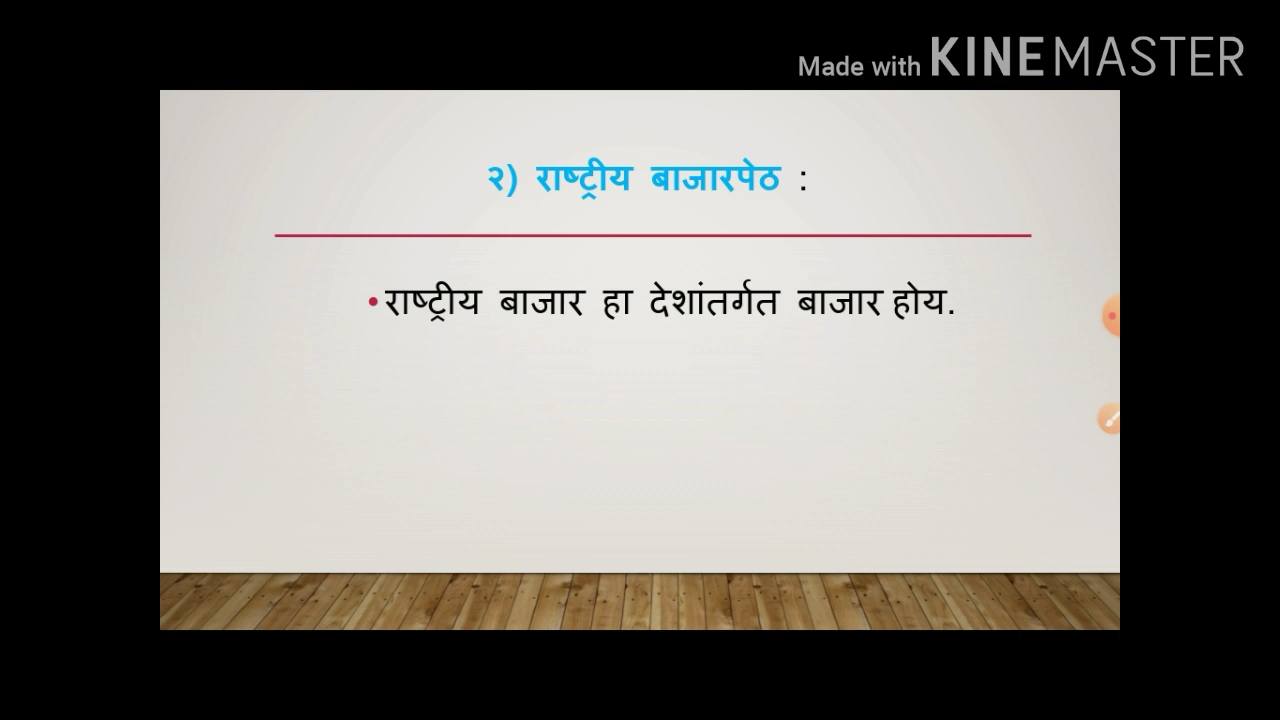 Made with KINEMASTER
२) राष्ट्रीय बाजारपेठ :
•राष्ट्रीय बाजार हा देशांतर्गत बाजार होय.